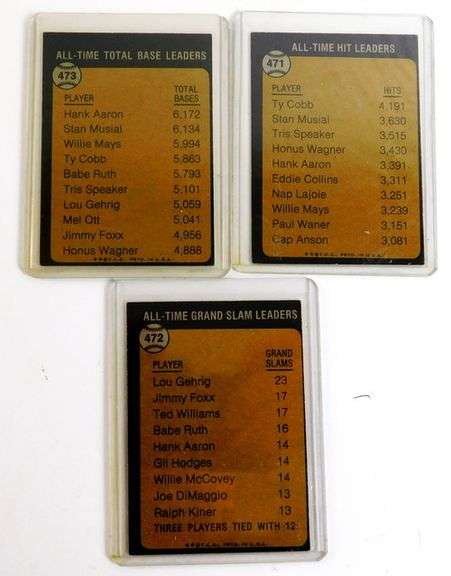 ALL-TIME TOTAL BASE LEADERS
473
PLAYER TOTAL BASES
Hank Aaron 6,172
Stan Musial 6,134
Willie Mays 5,994
Ty Cobb 5,863
Babe Ruth 5,793
Tris Speaker 5,101
Lou Gehrig 5,059
Mel Ott 5,041
Jimmy Foxx 4,956
Honus Wagner 4,888
ALL-TIME HIT LEADERS
471
PLAYER HITS
Ty Cobb 4,191
Stan Musial 3,630
Tris Speaker 3,515
Honus Wagner 3,430
Hank Aaron 3,391
Eddie Collins 3,311
Nap Lajoie 3,251
Willie Mays 3,239
Paul Waner 3,151
Cap Anson 3,081
ALL-TIME GRAND SLAM LEADERS
472
PLAYER GRAND SLAMS
Lou Gehrig 23
Jimmy Foxx 17
Ted Williams 17
Babe Ruth 16
Hank Aaron 14
Gil Hodges 14
Willie McCovey 14
Joe DiMaggio 13
Ralph Kiner 13
THREE PLAYERS TIED WITH 12